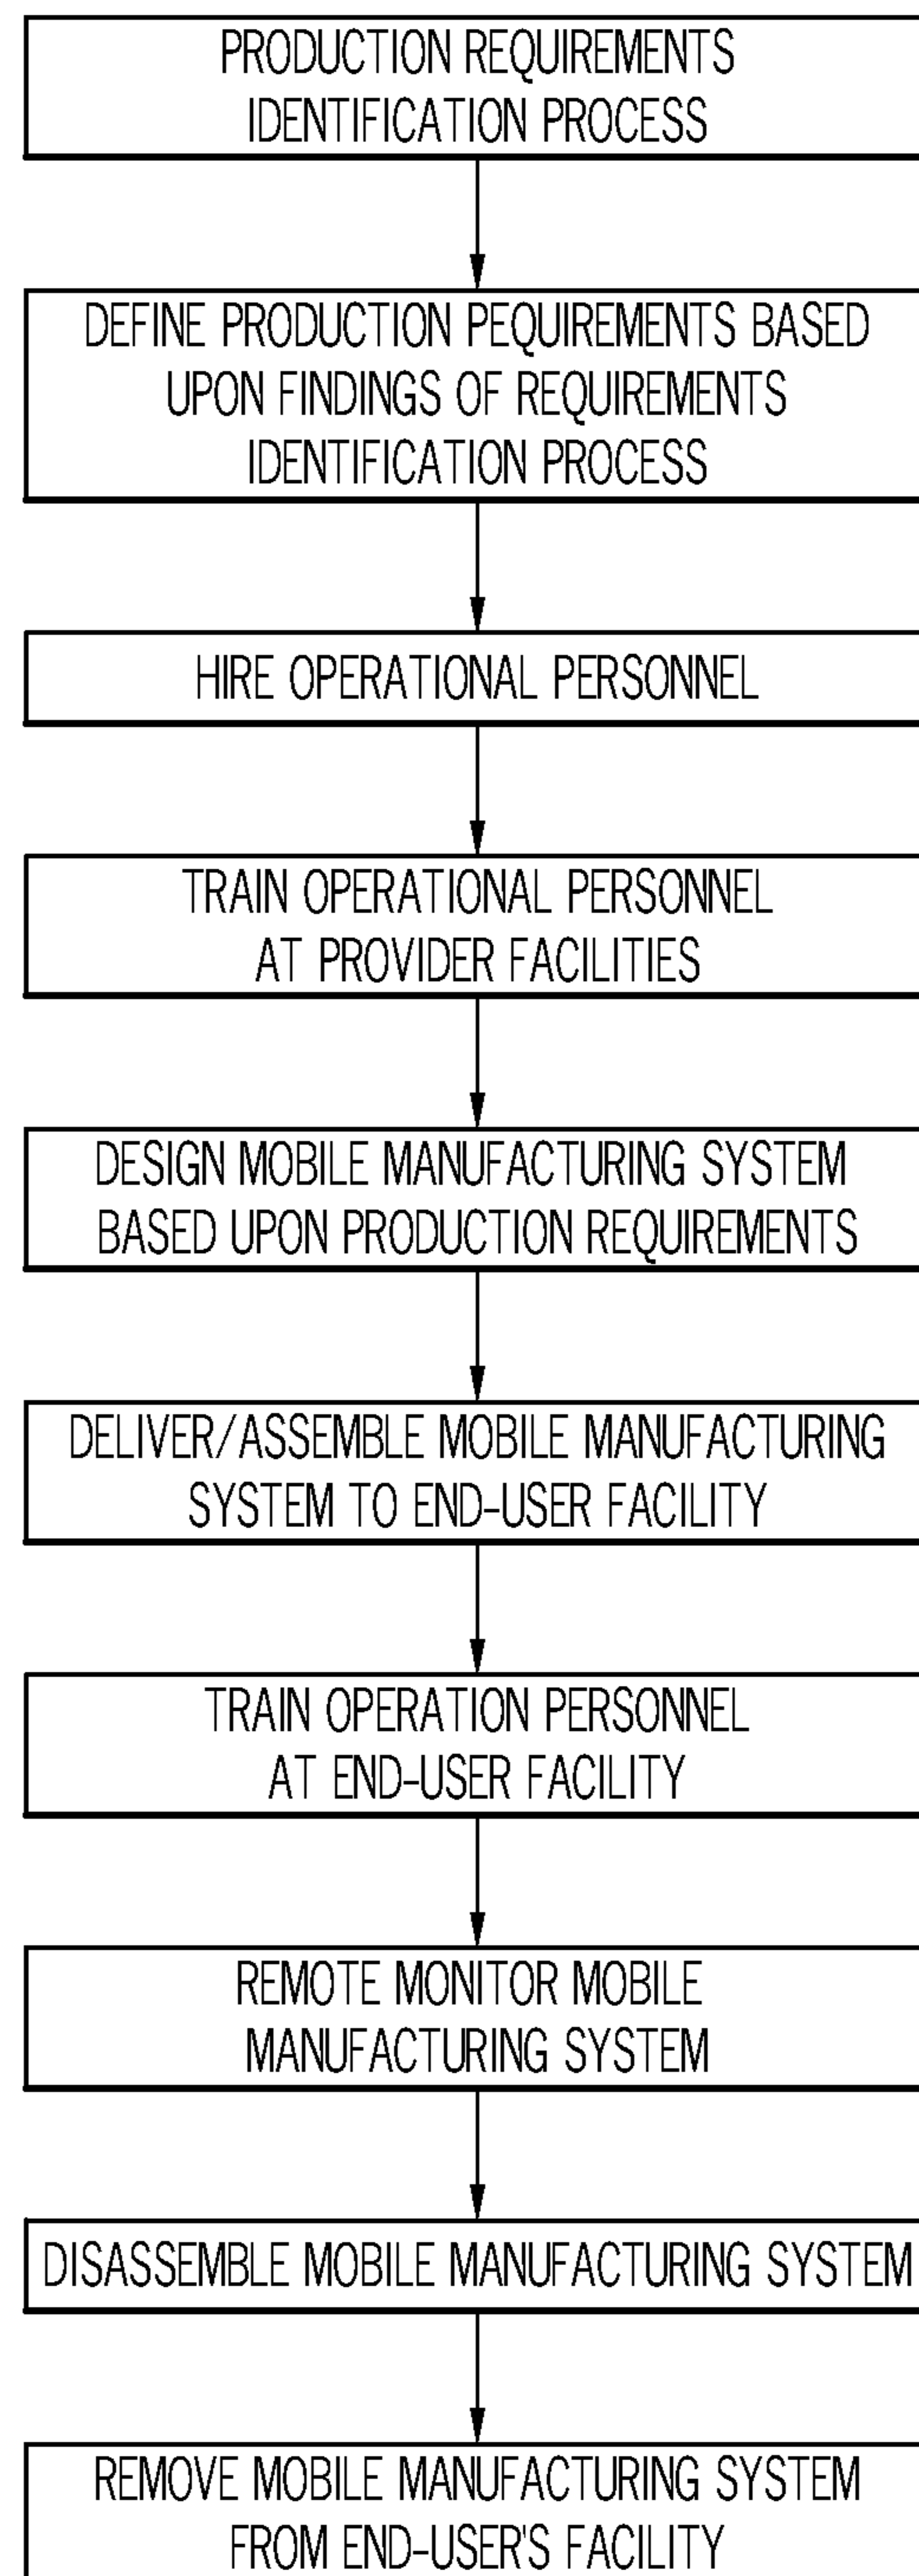 PRODUCTION REQUIREMENTS
IDENTIFICATION PROCESS
DEFINE PRODUCTION PEQUIREMENTS BASED
UPON FINDINGS OF REQUIREMENTS
IDENTIFICATION PROCESS
HIRE OPERATIONAL PERSONNEL
TRAIN OPERATIONAL PERSONNEL
AT PROVIDER FACILITIES
DESIGN MOBILE MANUFACTURING SYSTEM
BASED UPON PRODUCTION REQUIREMENTS
DELIVER/ASSEMBLE MOBILE MANUFACTURING
SYSTEM TO END-USER FACILITY
TRAIN OPERATION PERSONNEL
AT END-USER FACILITY
REMOTE MONITOR MOBILE
MANUFACTURING SYSTEM
DISASSEMBLE MOBILE MANUFACTURING SYSTEM
REMOVE MOBILE MANUFACTURING SYSTEM
FROM END-USER'S FACILITY